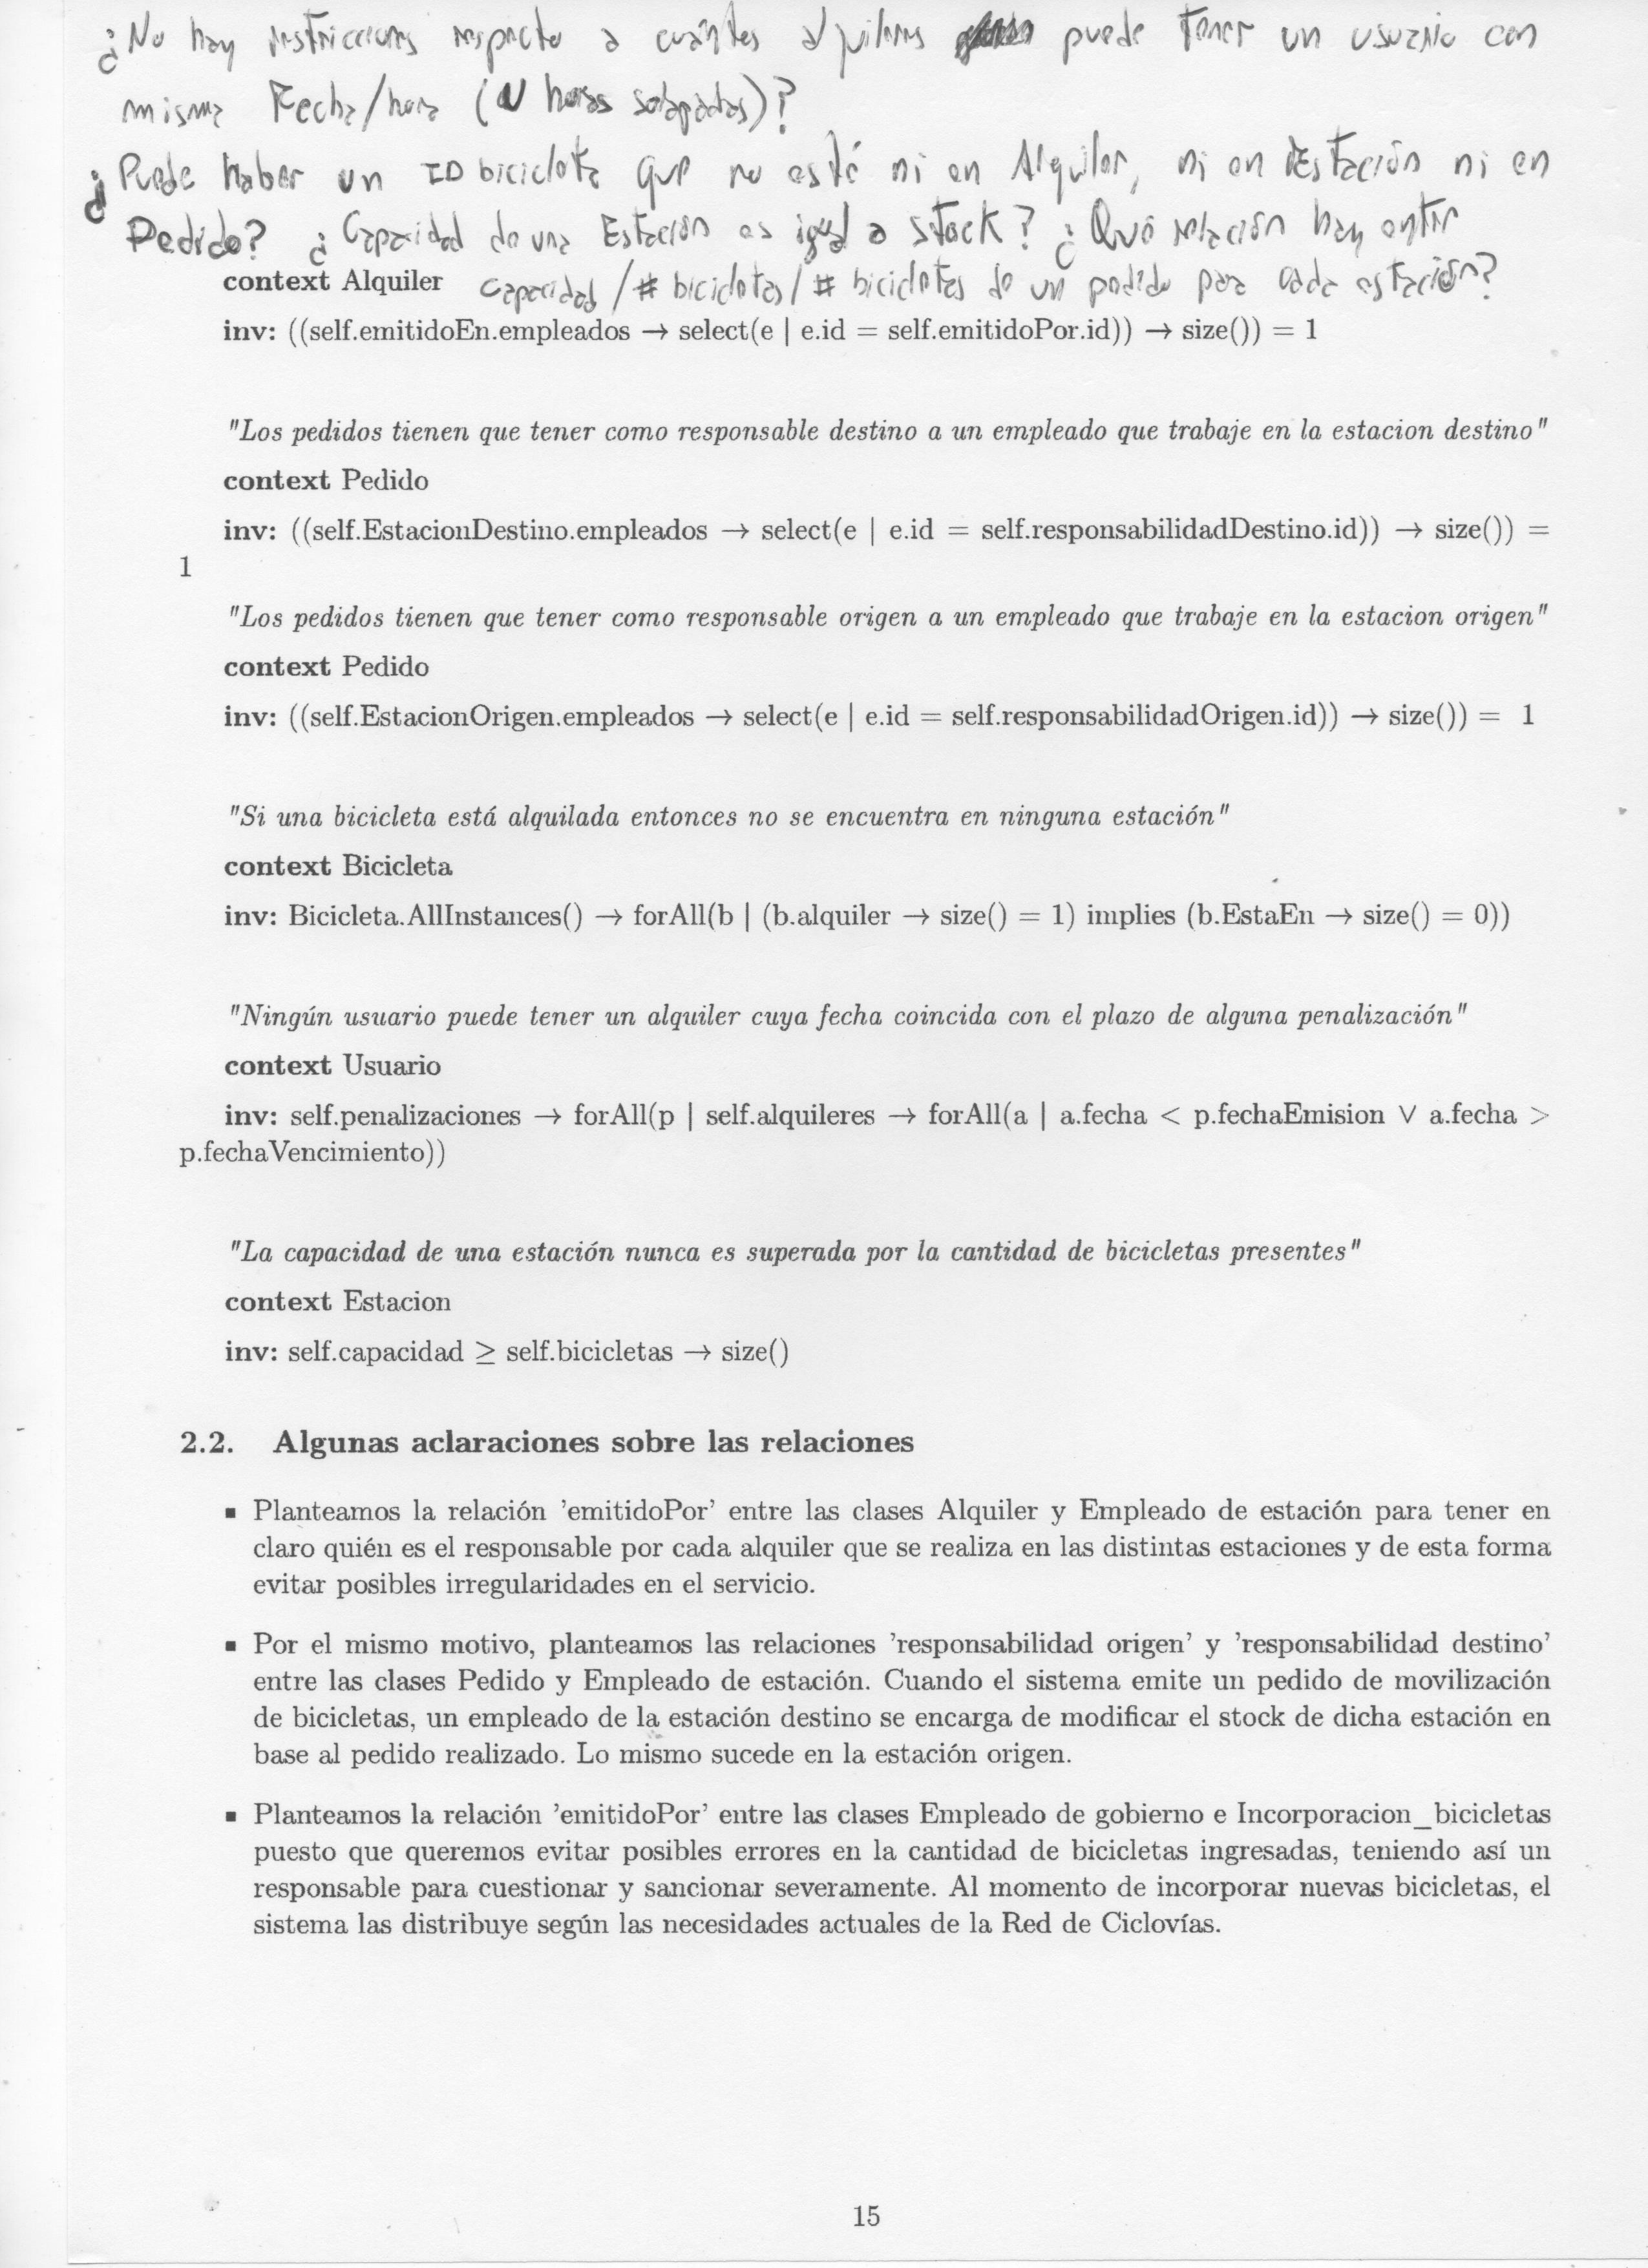 ¿No hay restricciones respecto a cuántos alquileres puede tener un usuario con
misma Fecha/hora (u horas solapadas)?
¿Puede haber un ID bicicleta que no esté ni en Alquiler, ni en Estación ni en
Pedido? ¿Capacidad de una Estación es igual a stock? ¿Qué relación hay entre
capacidad / # bicicletas / # bicicletas de un pedido para cada estación?
context Alquiler
inv: ((self.emitidoEn.empleados → select(e | e.id = self.emitidoPor.id)) → size()) = 1
"Los pedidos tienen que tener como responsable destino a un empleado que trabaje en la estacion destino"
context Pedido
inv: ((self.EstacionDestino.empleados → select(e | e.id = self.responsabilidadDestino.id)) → size()) =
1
"Los pedidos tienen que tener como responsable origen a un empleado que trabaje en la estacion origen"
context Pedido
inv: ((self.EstacionOrigen.empleados → select(e | e.id = self.responsabilidadOrigen.id)) → size()) = 1
"Si una bicicleta está alquilada entonces no se encuentra en ninguna estación"
context Bicicleta
inv: Bicicleta.AllInstances() → forAll(b | (b.alquiler → size() = 1) implies (b.EstaEn → size() = 0))
"Ningún usuario puede tener un alquiler cuya fecha coincida con el plazo de alguna penalización"
context Usuario
inv: self.penalizaciones → forAll(p | self.alquileres → forAll(a | a.fecha < p.fechaEmision ∨ a.fecha >
p.fechaVencimiento))
"La capacidad de una estación nunca es superada por la cantidad de bicicletas presentes"
context Estacion
inv: self.capacidad ≥ self.bicicletas → size()
2.2. Algunas aclaraciones sobre las relaciones
▪ Planteamos la relación 'emitidoPor' entre las clases Alquiler y Empleado de estación para tener en
claro quién es el responsable por cada alquiler que se realiza en las distintas estaciones y de esta forma
evitar posibles irregularidades en el servicio.
▪ Por el mismo motivo, planteamos las relaciones 'responsabilidad origen' y 'responsabilidad destino'
entre las clases Pedido y Empleado de estación. Cuando el sistema emite un pedido de movilización
de bicicletas, un empleado de la estación destino se encarga de modificar el stock de dicha estación en
base al pedido realizado. Lo mismo sucede en la estación origen.
▪ Planteamos la relación 'emitidoPor' entre las clases Empleado de gobierno e Incorporacion_bicicletas
puesto que queremos evitar posibles errores en la cantidad de bicicletas ingresadas, teniendo así un
responsable para cuestionar y sancionar severamente. Al momento de incorporar nuevas bicicletas, el
sistema las distribuye según las necesidades actuales de la Red de Ciclovías.
15